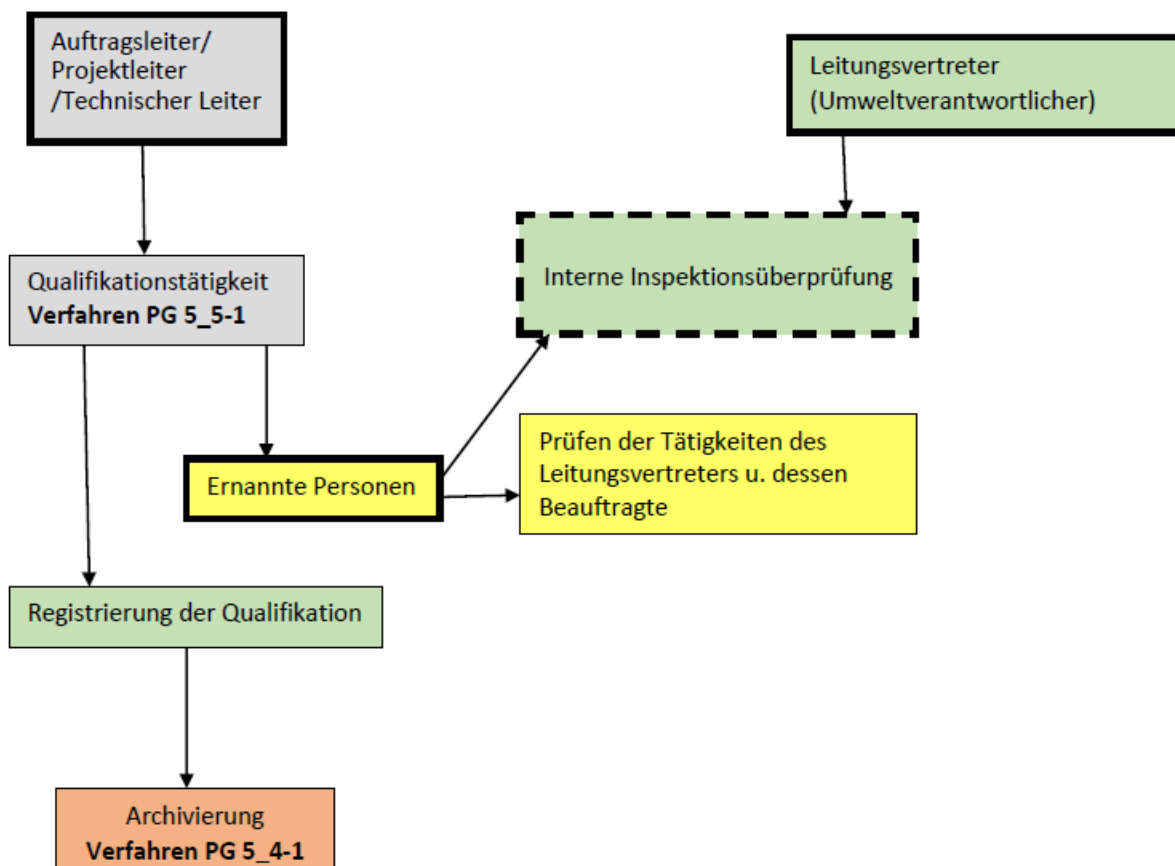 Auftragsleiter/
Projektleiter
/Technischer Leiter
Leitungsvertreter
(Umweltverantwortlicher)
Qualifikationstätigkeit
Verfahren PG 5_5-1
Interne Inspektionsüberprüfung
Ernannte Personen
Prüfen der Tätigkeiten des
Leitungsvertreters u. dessen
Beauftragte
Registrierung der Qualifikation
Archivierung
Verfahren PG 5_4-1